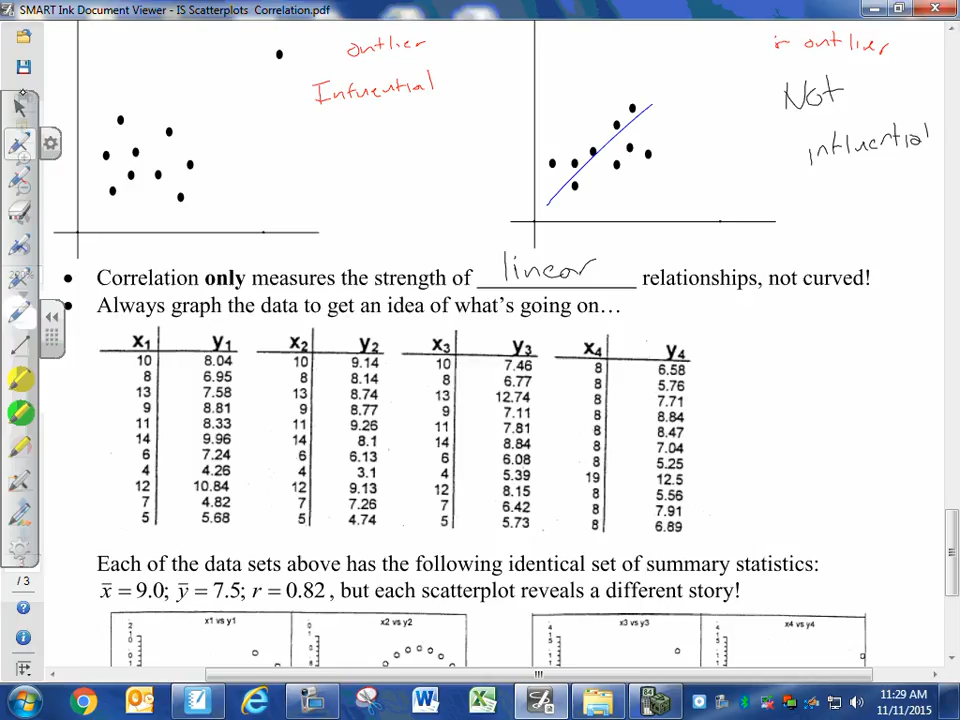 SMART Ink Document Viewer - IS Scatterplots Correlation.pdf
outlier
Infuential
outlier
Not
influential
• Correlation only measures the strength of linear relationships, not curved!
• Always graph the data to get an idea of what's going on…
x1 y1 x2 y2 x3 y3 x4 y4
10 8.04 10 9.14 10 7.46 8 6.58
8 6.95 8 8.14 8 6.77 8 5.76
13 7.58 13 8.74 13 12.74 8 7.71
9 8.81 9 8.77 9 7.11 8 8.84
11 8.33 11 9.26 11 7.81 8 8.47
14 9.96 14 8.1 14 8.84 8 7.04
6 7.24 6 6.13 6 6.08 8 5.25
4 4.26 4 3.1 4 5.39 19 12.5
12 10.84 12 9.13 12 8.15 8 5.56
7 4.82 7 7.26 7 6.42 8 7.91
5 5.68 5 4.74 5 5.73 8 6.89
Each of the data sets above has the following identical set of summary statistics:
x̅ = 9.0; y̅ = 7.5; r = 0.82, but each scatterplot reveals a different story!
x1 vs y1 x2 vs y2 x3 vs y3 x4 vs y4
/ 3
11:29 AM
11/11/2015